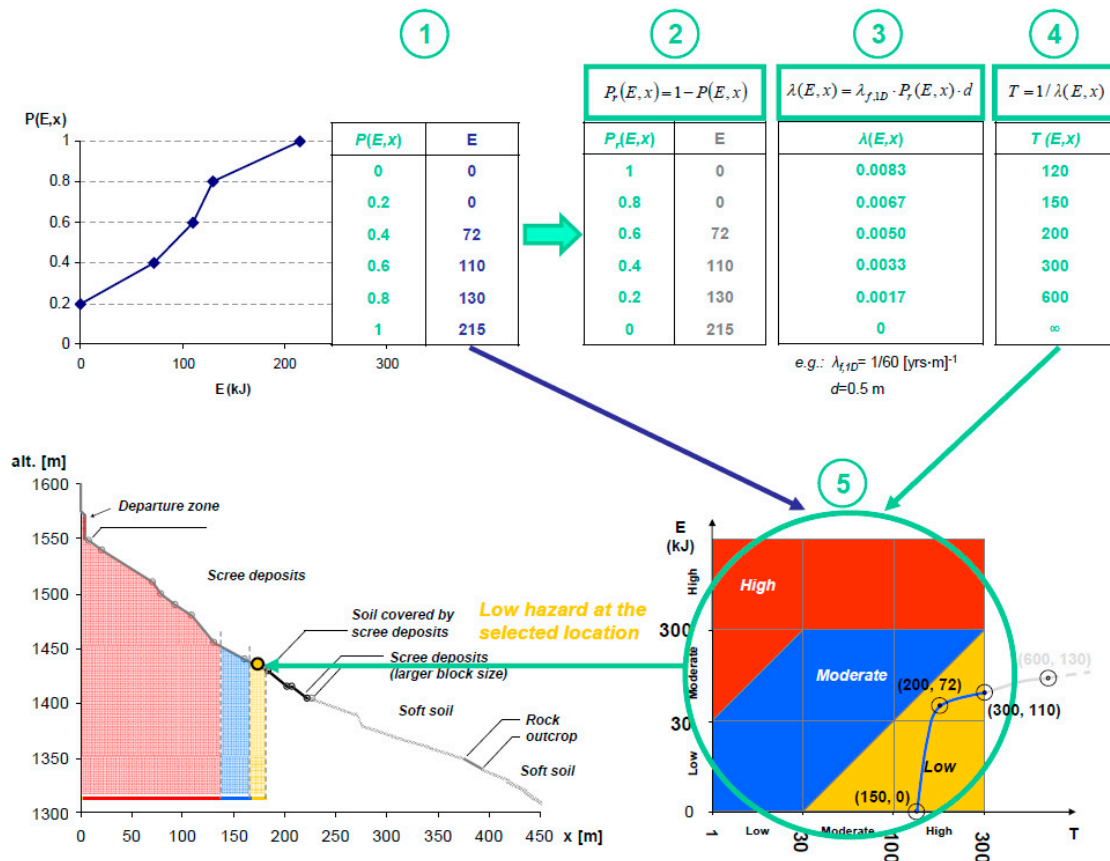 1
2
3
4
P_r(E,x)=1−P(E,x)
λ(E,x)=λ_{f,1D}·P_r(E,x)·d
T=1/λ(E,x)
P(E,x)
1
0.8
0.6
0.4
0.2
0
0 100 200 300
E (kJ)
P(E,x) E
0 0
0.2 0
0.4 72
0.6 110
0.8 130
1 215
P_r(E,x) E
1 0
0.8 0
0.6 72
0.4 110
0.2 130
0 215
λ(E,x)
0.0083
0.0067
0.0050
0.0033
0.0017
0
T (E,x)
120
150
200
300
600
∞
e.g.: λ_{f,1D}= 1/60 [yrs·m]⁻¹
d=0.5 m
alt. [m]
1600
1550
1500
1450
1400
1350
1300
Departure zone
Scree deposits
Soil covered by
scree deposits
Scree deposits
(larger block size)
Soft soil
Rock
outcrop
Soft soil
0 50 100 150 200 250 300 350 400 450
x [m]
Low hazard at the
selected location
5
E
(kJ)
High
300
Moderate
30
Low
0
High
Moderate
Low
(600, 130)
(200, 72)
(300, 110)
(150, 0)
1 Low 30 Moderate 100 High 300 T